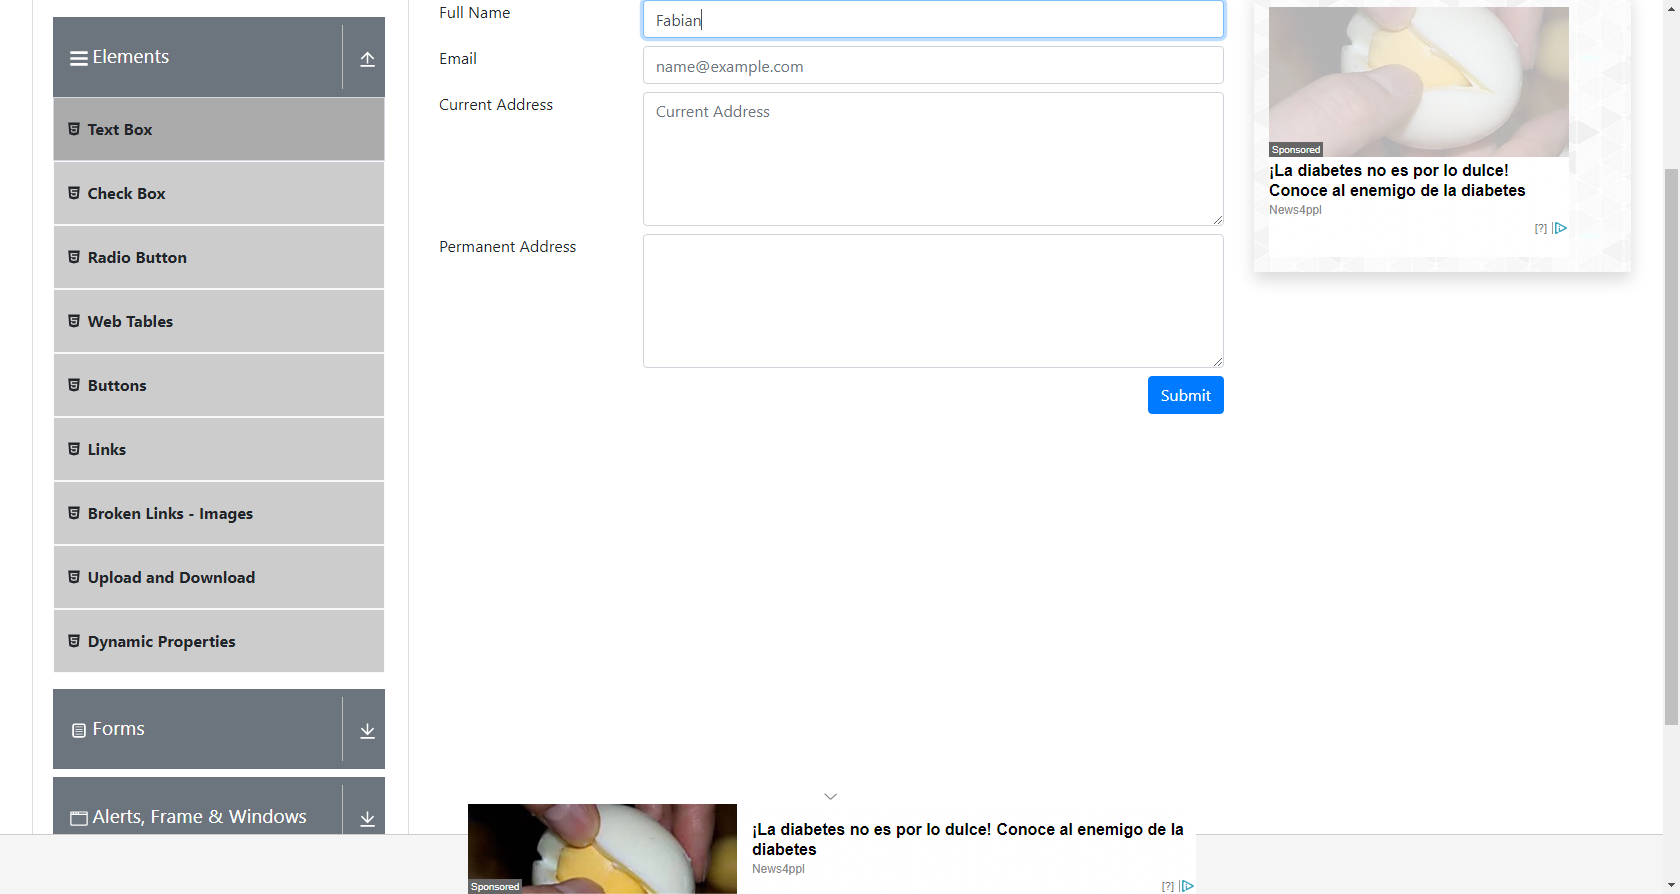 Elements
Text Box
Check Box
Radio Button
Web Tables
Buttons
Links
Broken Links - Images
Upload and Download
Dynamic Properties
Forms
Alerts, Frame & Windows
Full Name
Fabian
Email
name@example.com
Current Address
Current Address
Permanent Address
Submit
Sponsored
¡La diabetes no es por lo dulce!
Conoce al enemigo de la diabetes
News4ppl
[?]
Sponsored
¡La diabetes no es por lo dulce! Conoce al enemigo de la
diabetes
News4ppl
[?]